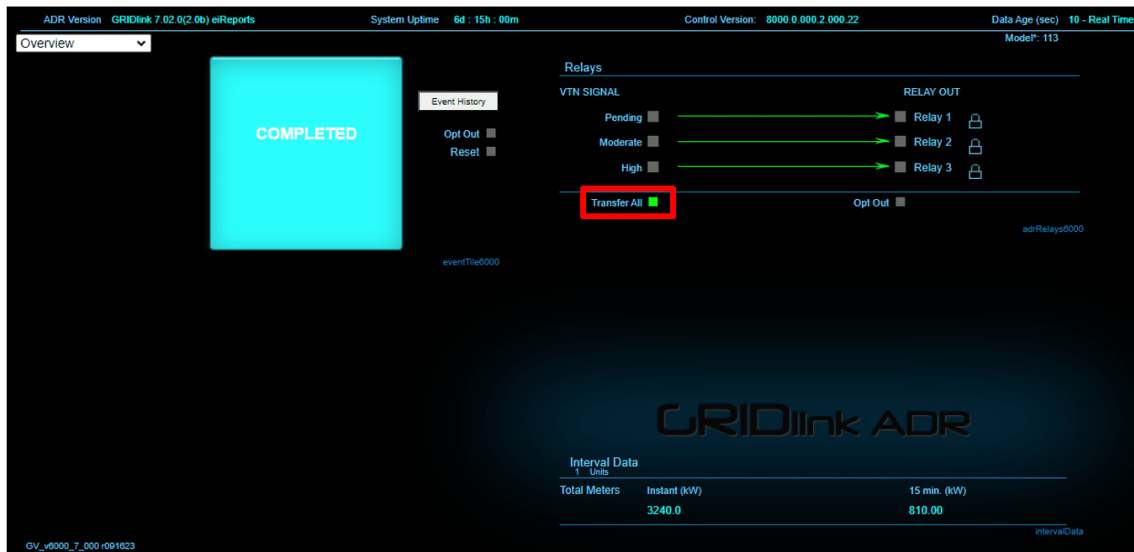 ADR Version GRIDlink 7.02.0(2.0b) eiReports System Uptime 6d : 15h : 00m Control Version: 8000.0.000.2.000.22 Data Age (sec) 10 - Real Time
Overview
Model*: 113
Relays
VTN SIGNAL RELAY OUT
Event History
Pending Relay 1
COMPLETED
Opt Out
Moderate Relay 2
Reset
High Relay 3
Transfer All Opt Out
adrRelays6000
eventTile6000
GRIDlink ADR
Interval Data
1 Units
Total Meters Instant (kW) 15 min. (kW)
3240.0 810.00
intervalData
GV_v6000_7_000 r091623